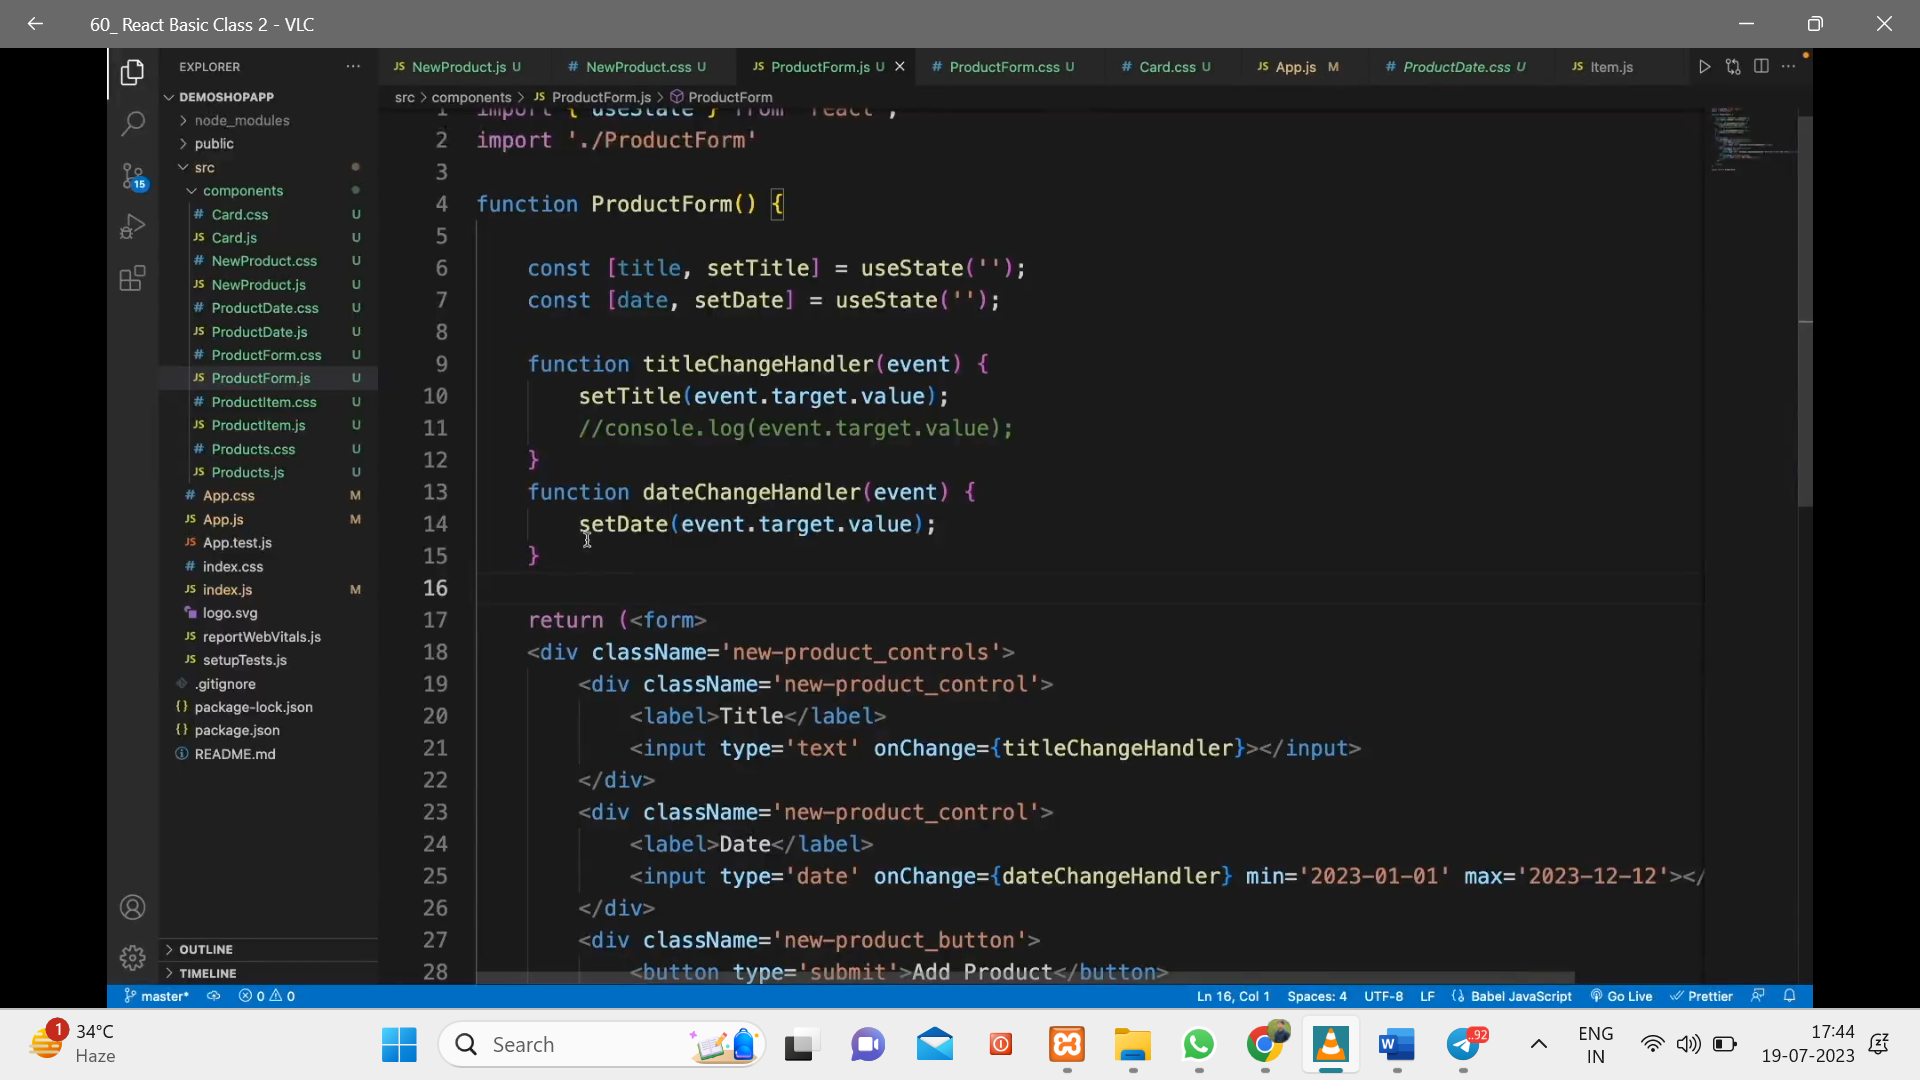 60_ React Basic Class 2 - VLC
EXPLORER
NewProduct.js U
NewProduct.css U
ProductForm.js U
ProductForm.css U
Card.css U
App.js M
ProductDate.css U
Item.js
DEMOSHOPAPP
node_modules
public
src
components
Card.css U
Card.js U
NewProduct.css U
NewProduct.js U
ProductDate.css U
ProductDate.js U
ProductForm.css U
ProductForm.js U
ProductItem.css U
ProductItem.js U
Products.css U
Products.js U
App.css M
App.js M
App.test.js
index.css
index.js M
logo.svg
reportWebVitals.js
setupTests.js
.gitignore
package-lock.json
package.json
README.md
OUTLINE
TIMELINE
15
src > components > JS ProductForm.js > ProductForm
1 import { useState } from 'react';
2 import './ProductForm'
3
4 function ProductForm() {
5
6 const [title, setTitle] = useState('');
7 const [date, setDate] = useState('');
8
9 function titleChangeHandler(event) {
10 setTitle(event.target.value);
11 //console.log(event.target.value);
12 }
13 function dateChangeHandler(event) {
14 setDate(event.target.value);
15 }
16
17 return (<form>
18 <div className='new-product_controls'>
19 <div className='new-product_control'>
20 <label>Title</label>
21 <input type='text' onChange={titleChangeHandler}></input>
22 </div>
23 <div className='new-product_control'>
24 <label>Date</label>
25 <input type='date' onChange={dateChangeHandler} min='2023-01-01' max='2023-12-12'></
26 </div>
27 <div className='new-product_button'>
28 <button type='submit'>Add Product</button>
master* 0 0
Ln 16, Col 1 Spaces: 4 UTF-8 LF {} Babel JavaScript Go Live Prettier
1
34°C
Haze
Search
92
ENG
IN
17:44
19-07-2023